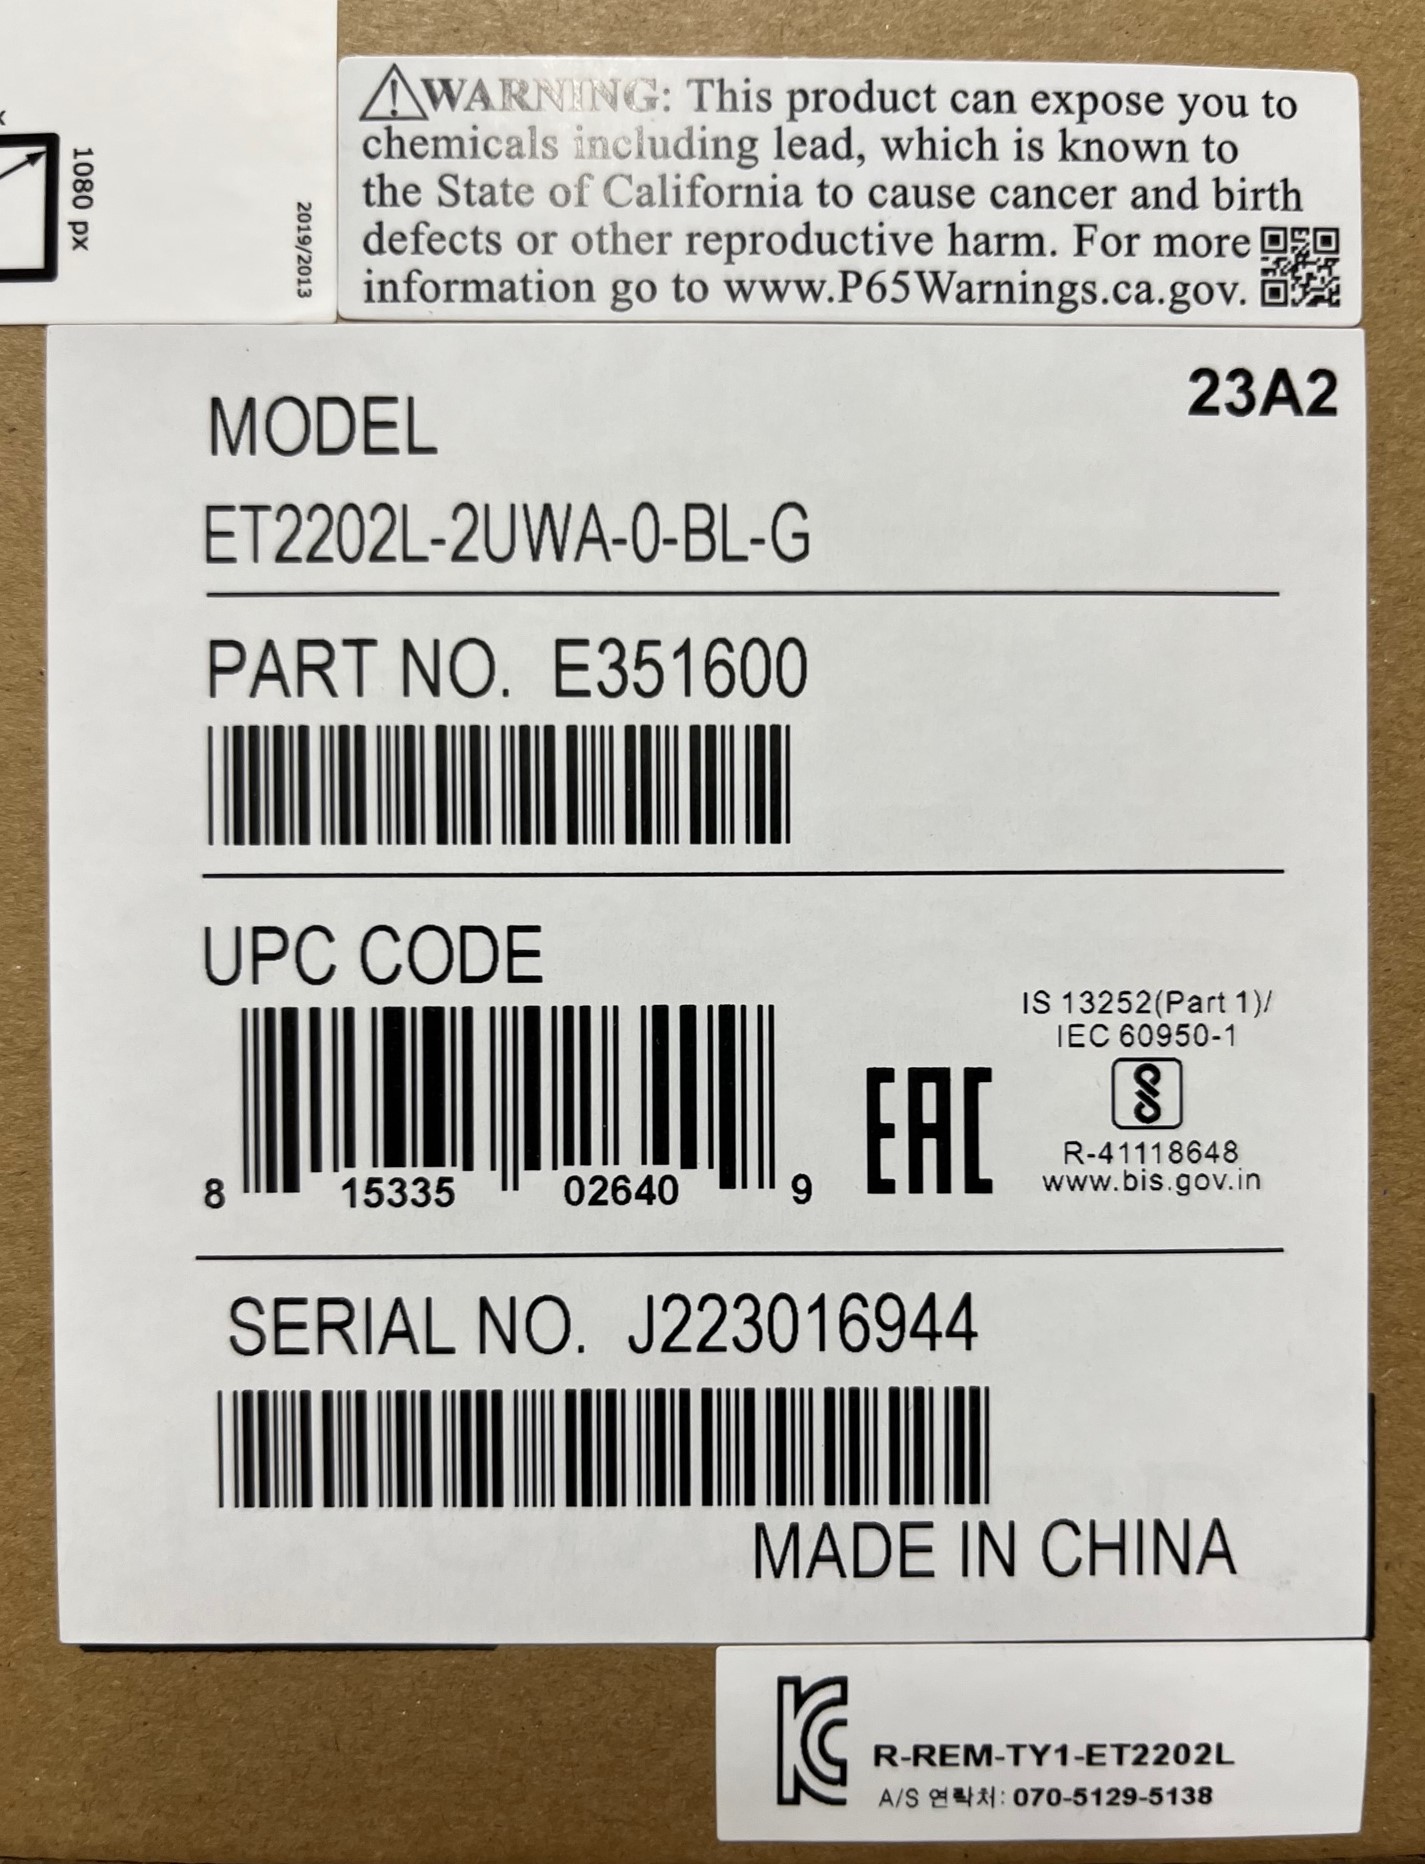 1080 px
2019/2013
WARNING: This product can expose you to
chemicals including lead, which is known to
the State of California to cause cancer and birth
defects or other reproductive harm. For more
information go to www.P65Warnings.ca.gov.
23A2
MODEL
ET2202L-2UWA-0-BL-G
PART NO. E351600
UPC CODE
8 15335 02640 9
EAC
IS 13252(Part 1)/
IEC 60950-1
R-41118648
www.bis.gov.in
SERIAL NO. J223016944
MADE IN CHINA
R-REM-TY1-ET2202L
A/S 연락처: 070-5129-5138